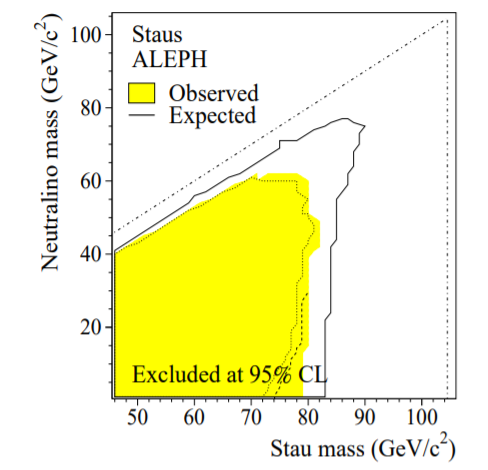 Neutralino mass (GeV/c²)
100
80
60
40
20
Staus
ALEPH
Observed
Expected
Excluded at 95% CL
50 60 70 80 90 100
Stau mass (GeV/c²)